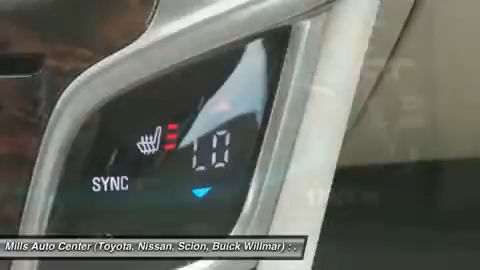 LO
SYNC
Mills Auto Center (Toyota, Nissan, Scion, Buick Willmar) : .